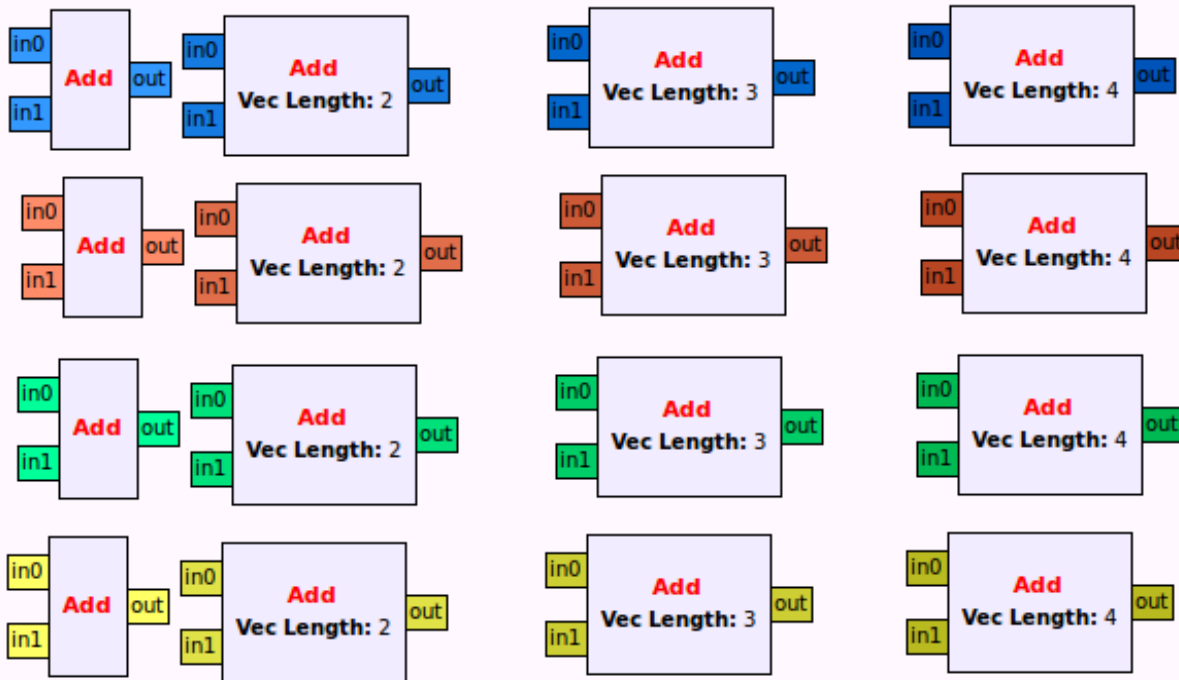 in0
in1
Add
out
in0
in1
Add
Vec Length: 2
out
in0
in1
Add
Vec Length: 3
out
in0
in1
Add
Vec Length: 4
out
in0
in1
Add
out
in0
in1
Add
Vec Length: 2
out
in0
in1
Add
Vec Length: 3
out
in0
in1
Add
Vec Length: 4
out
in0
in1
Add
out
in0
in1
Add
Vec Length: 2
out
in0
in1
Add
Vec Length: 3
out
in0
in1
Add
Vec Length: 4
out
in0
in1
Add
out
in0
in1
Add
Vec Length: 2
out
in0
in1
Add
Vec Length: 3
out
in0
in1
Add
Vec Length: 4
out